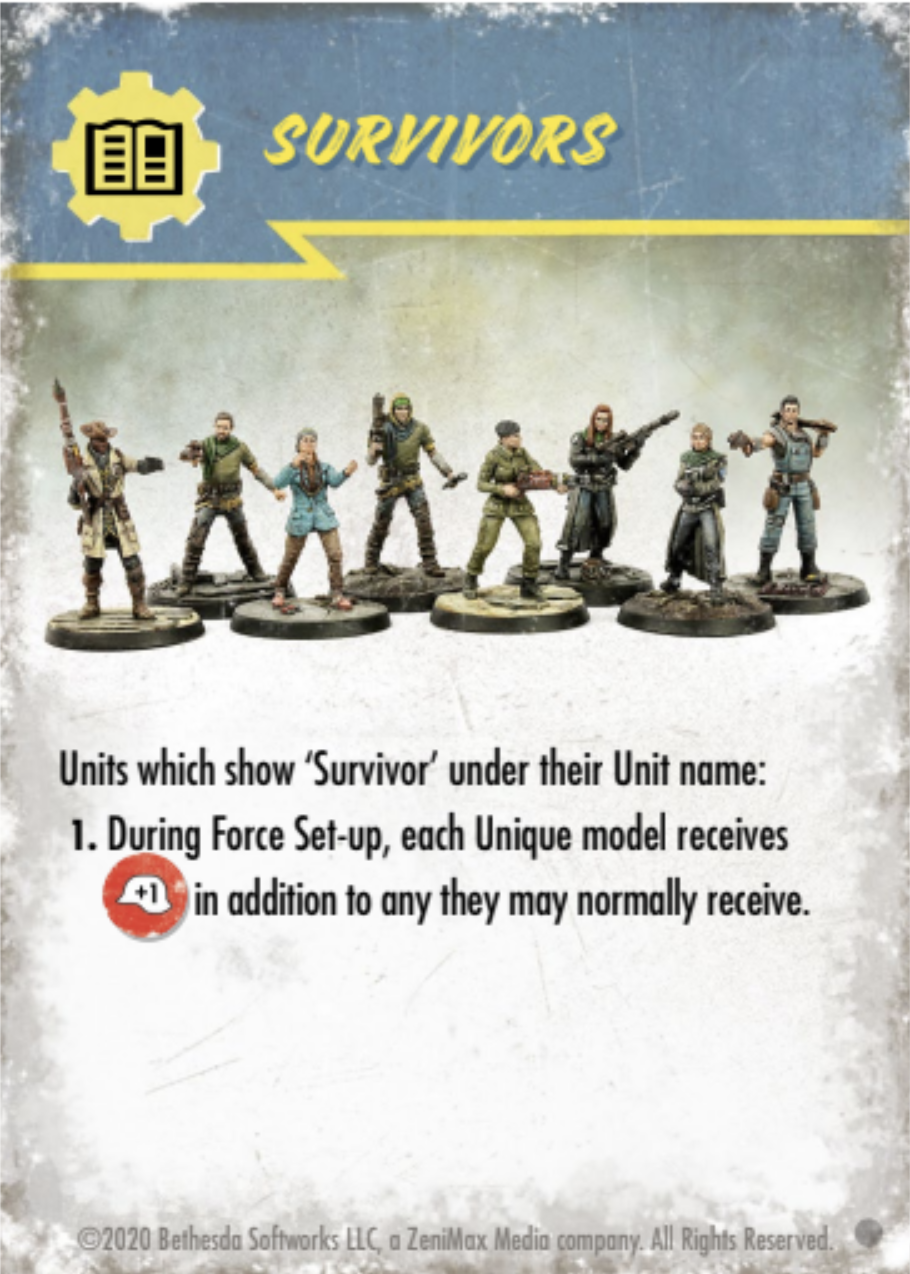 SURVIVORS
Units which show ‘Survivor’ under their Unit name:
1. During Force Set-up, each Unique model receives
+1 in addition to any they may normally receive.
©2020 Bethesda Softworks LLC, a ZeniMax Media company. All Rights Reserved.